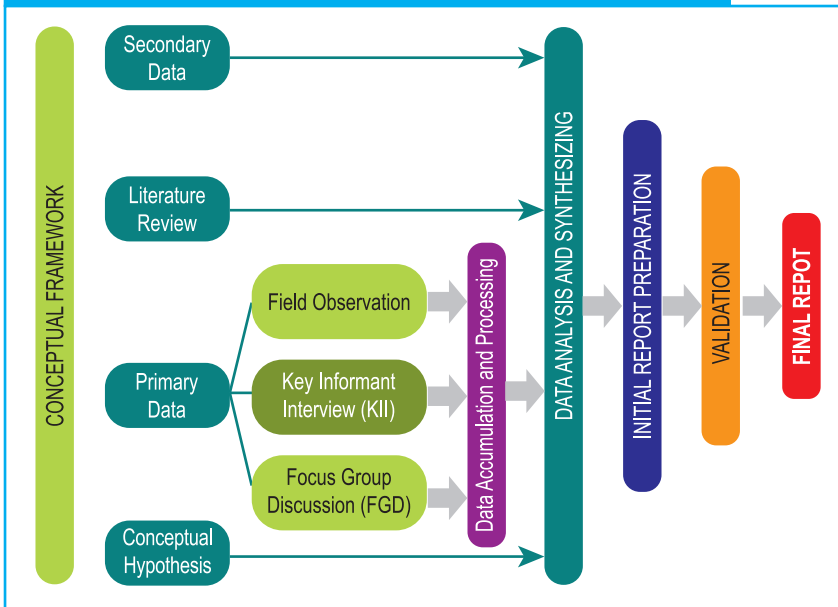 CONCEPTUAL FRAMEWORK
Secondary
Data
Literature
Review
Primary
Data
Conceptual
Hypothesis
Field Observation
Key Informant
Interview (KII)
Focus Group
Discussion (FGD)
Data Accumulation and Processing
DATA ANALYSIS AND SYNTHESIZING
INITIAL REPORT PREPARATION
VALIDATION
FINAL REPOT